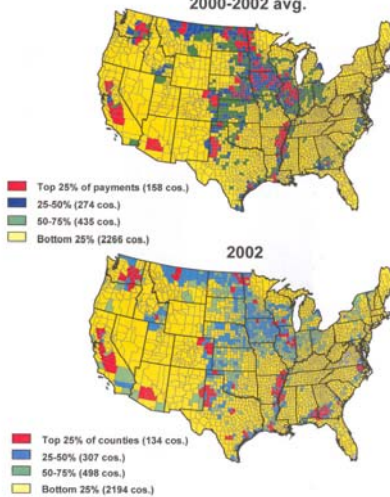 2000-2002 avg.
Top 25% of payments (158 cos.)
25-50% (274 cos.)
50-75% (435 cos.)
Bottom 25% (2266 cos.)
2002
Top 25% of counties (134 cos.)
25-50% (307 cos.)
50-75% (498 cos.)
Bottom 25% (2194 cos.)